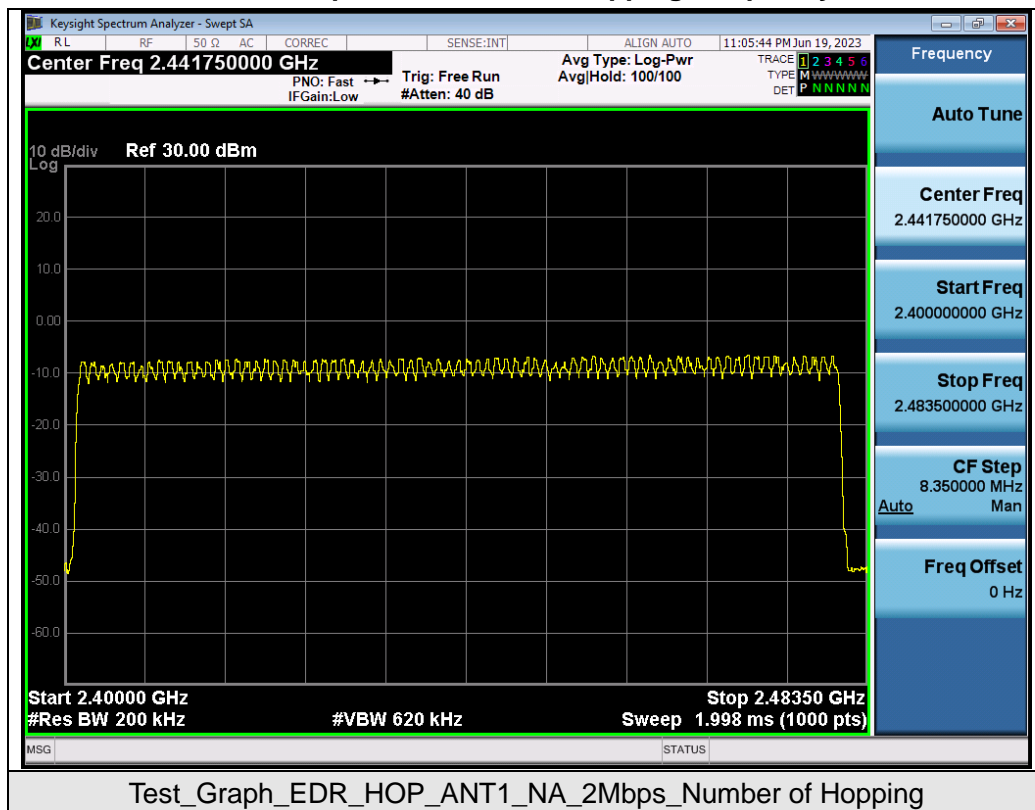 Keysight Spectrum Analyzer - Swept SA
LXI RL RF 50 Ω AC CORREC SENSE:INT ALIGN AUTO 11:05:44 PM Jun 19, 2023
Center Freq 2.441750000 GHz
PNO: Fast
IFGain:Low
Trig: Free Run
#Atten: 40 dB
Avg Type: Log-Pwr
Avg|Hold: 100/100
TRACE 1 2 3 4 5 6
TYPE M WWWWW
DET P N N N N N
10 dB/div Ref 30.00 dBm
Log
20.0
10.0
0.00
-10.0
-20.0
-30.0
-40.0
-50.0
-60.0
Start 2.40000 GHz Stop 2.48350 GHz
#Res BW 200 kHz #VBW 620 kHz Sweep 1.998 ms (1000 pts)
MSG STATUS
Frequency
Auto Tune
Center Freq
2.441750000 GHz
Start Freq
2.400000000 GHz
Stop Freq
2.483500000 GHz
CF Step
8.350000 MHz
Auto Man
Freq Offset
0 Hz
Test_Graph_EDR_HOP_ANT1_NA_2Mbps_Number of Hopping